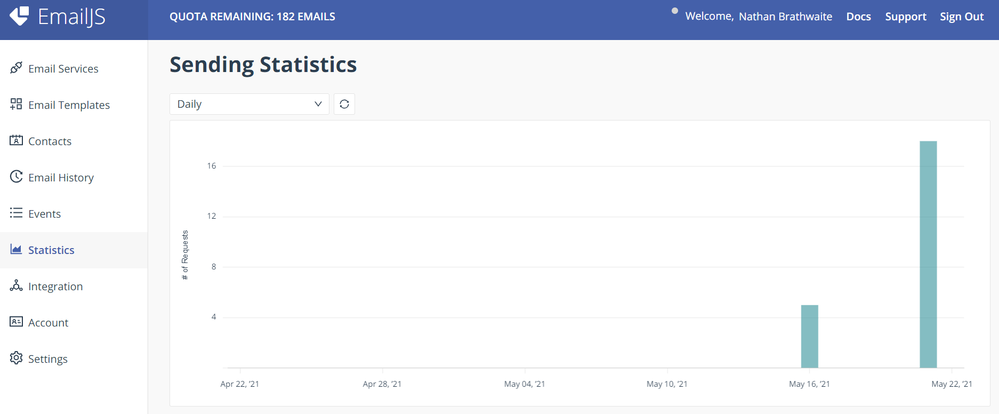 EmailJS
QUOTA REMAINING: 182 EMAILS
Welcome, Nathan Brathwaite
Docs
Support
Sign Out
Email Services
Email Templates
Contacts
Email History
Events
Statistics
Integration
Account
Settings
Sending Statistics
Daily
# of Requests
16
12
8
4
Apr 22, '21
Apr 28, '21
May 04, '21
May 10, '21
May 16, '21
May 22, '21